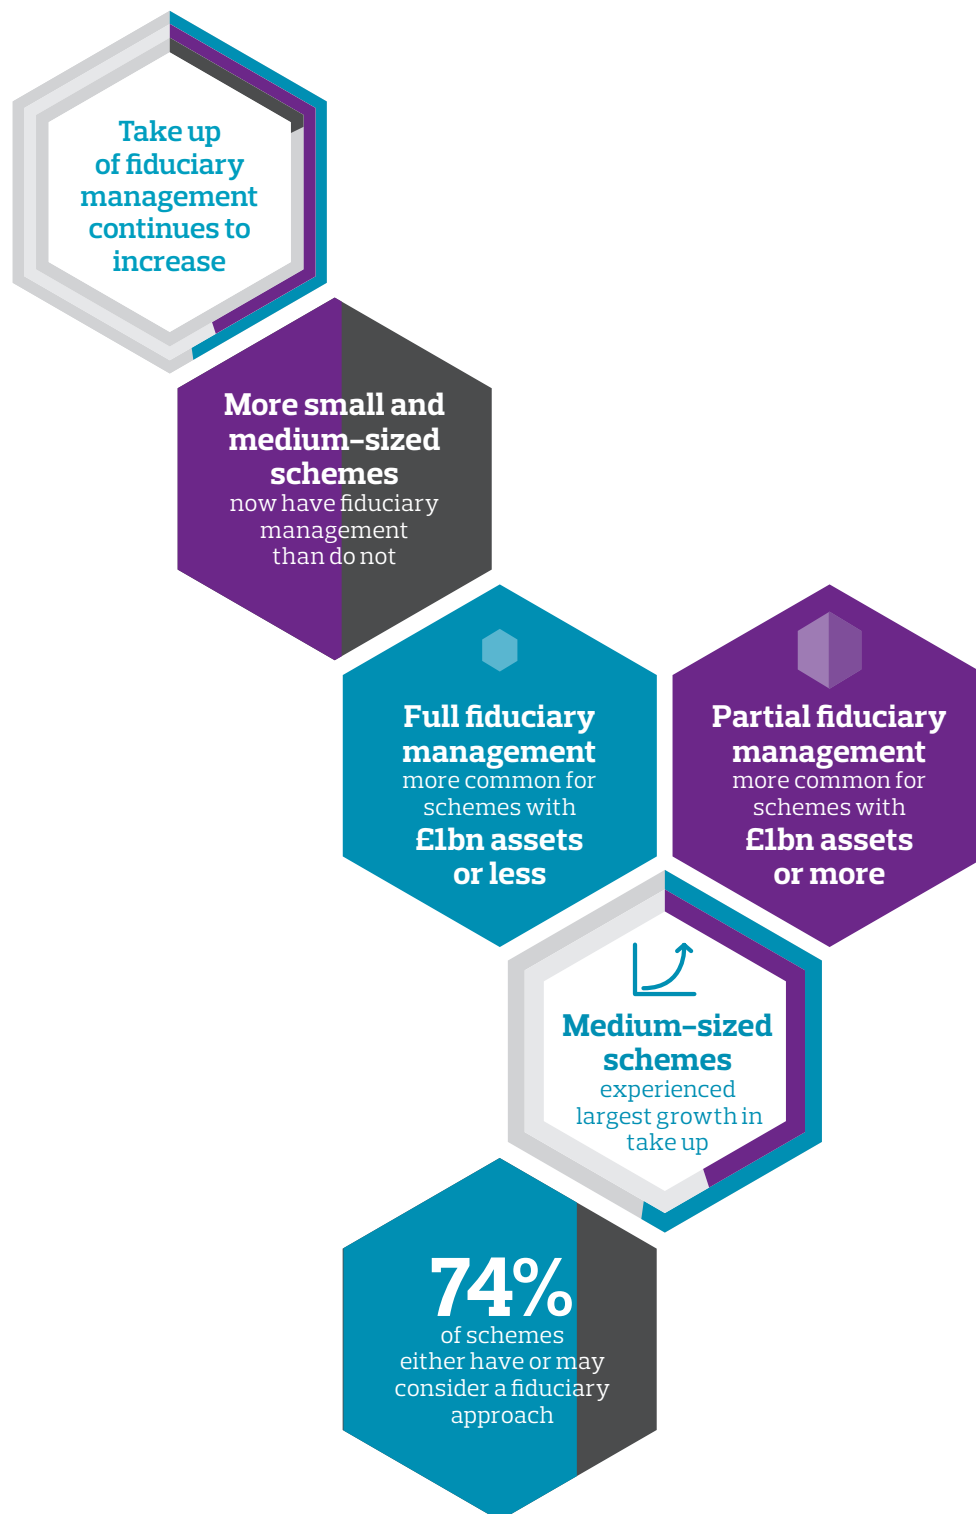 Take up
of fiduciary
management
continues to
increase
More small and
medium-sized
schemes
now have fiduciary
management
than do not
Full fiduciary
management
more common for
schemes with
£1bn assets
or less
Partial fiduciary
management
more common for
schemes with
£1bn assets
or more
Medium-sized
schemes
experienced
largest growth in
take up
74%
of schemes
either have or may
consider a fiduciary
approach